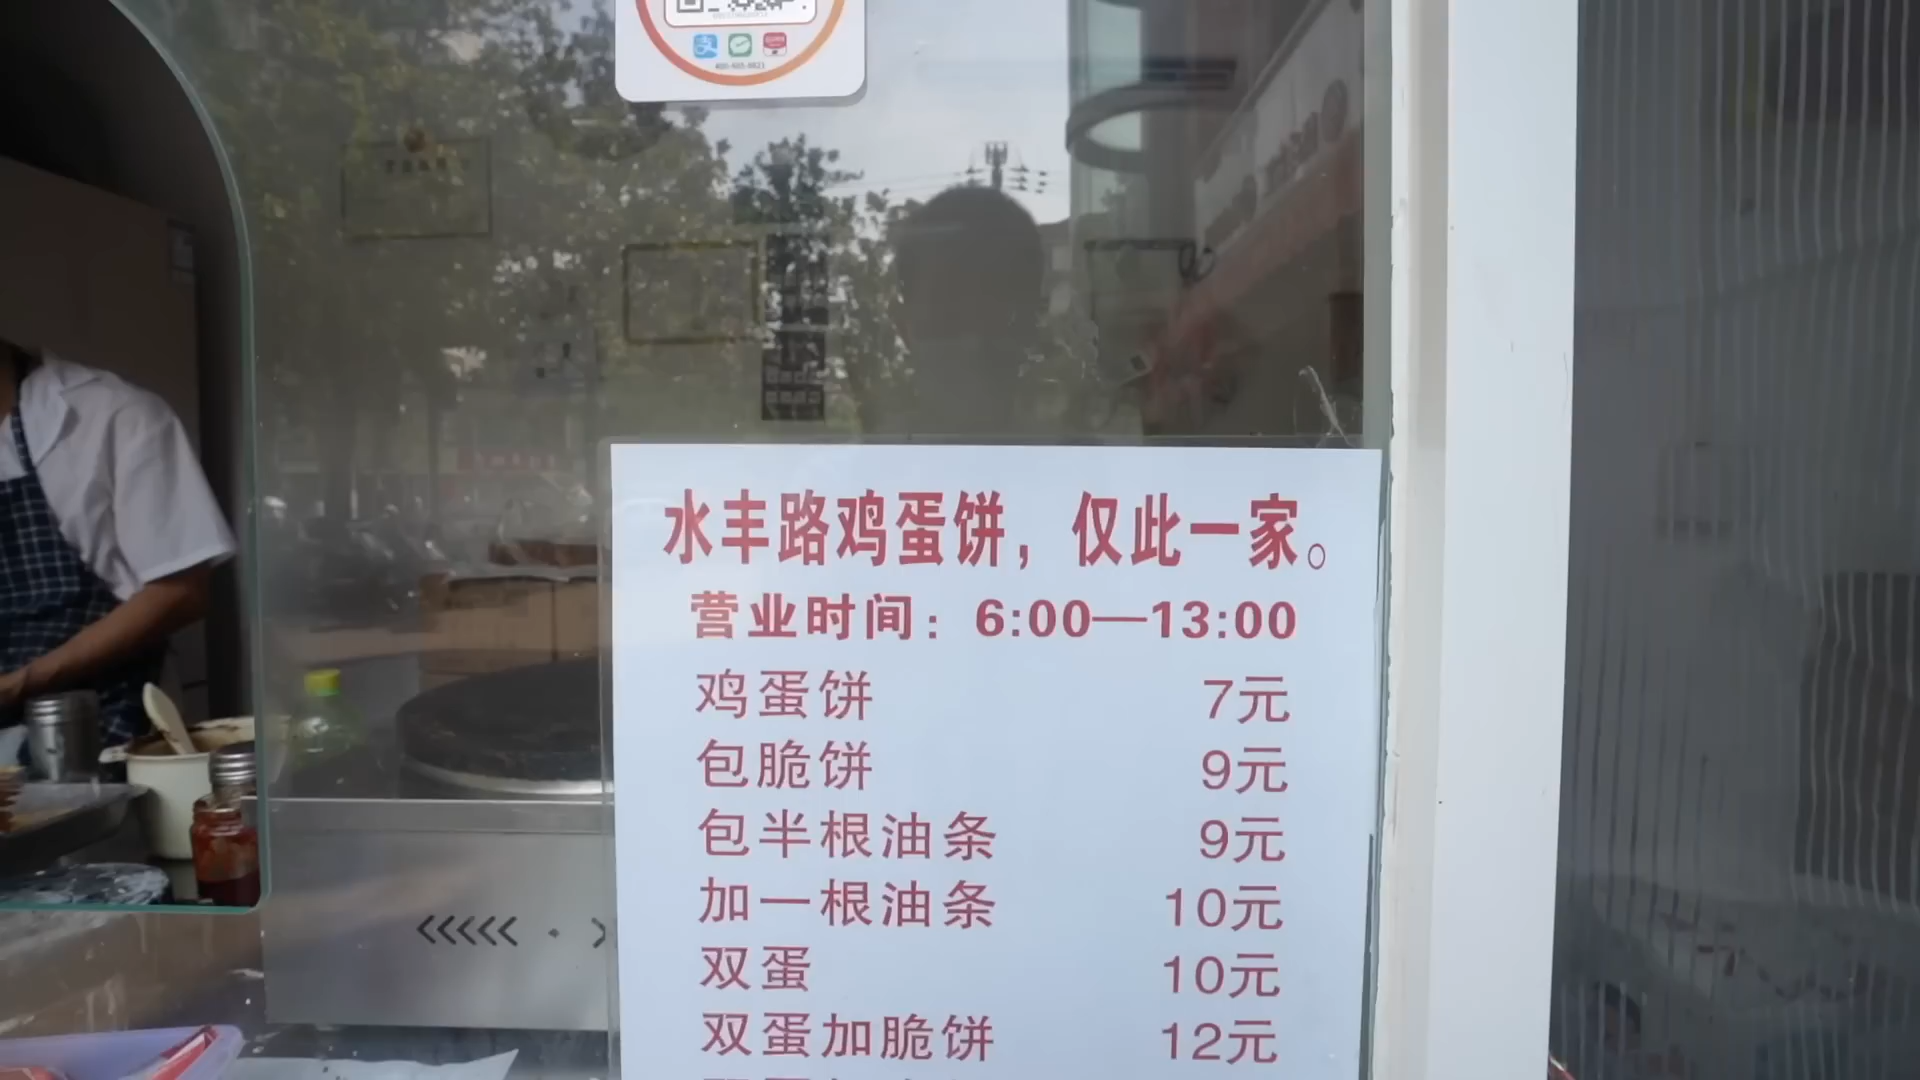 水丰路鸡蛋饼，仅此一家。
营业时间：6:00—13:00
鸡蛋饼 7元
包脆饼 9元
包半根油条 9元
加一根油条 10元
双蛋 10元
双蛋加脆饼 12元